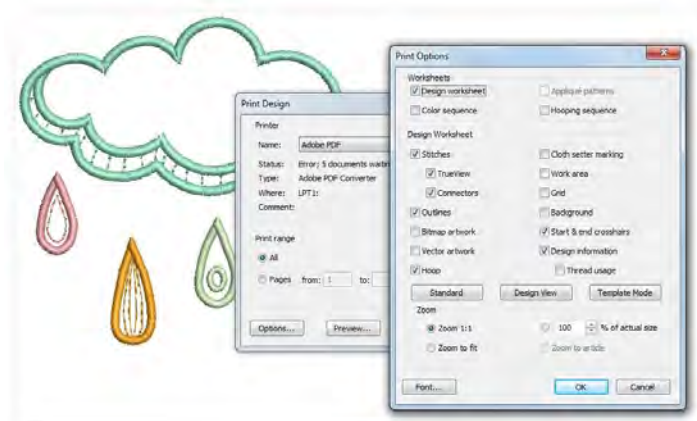 Print Design
Printer
Name: Adobe PDF
Status: Error; 5 documents waitin
Type: Adobe PDF Converter
Where: LPT1:
Comment:
Print range
All
Pages from: 1 to:
Options... Preview...
Print Options
Worksheets
Design worksheet Appliqué patterns
Color sequence Hooping sequence
Design Worksheet
Stitches Cloth setter marking
TrueView Work area
Connectors Grid
Outlines Background
Bitmap artwork Start & end crosshairs
Vector artwork Design information
Hoop Thread usage
Standard Design View Template Mode
Zoom
Zoom 1:1 100 % of actual size
Zoom to fit Zoom to article
Font... OK Cancel